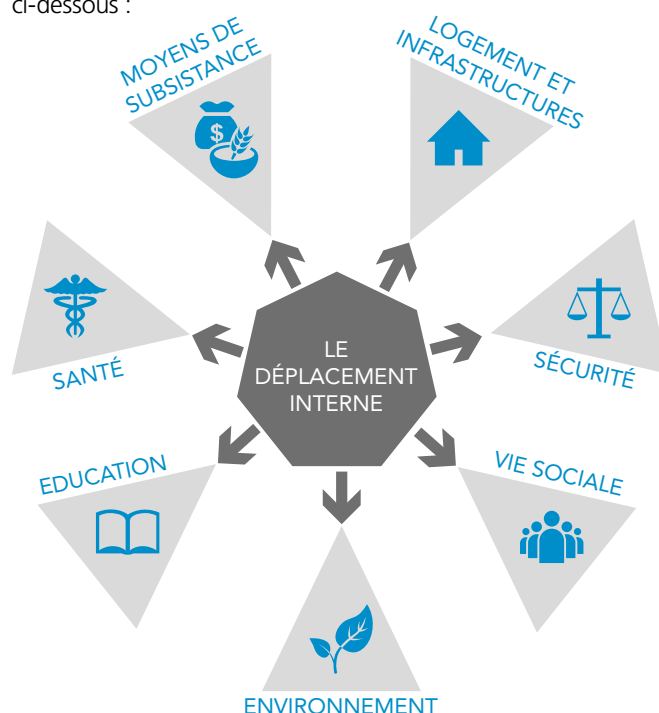 ci-dessous :
MOYENS DE
SUBSISTANCE
LOGEMENT ET
INFRASTRUCTURES
$
SANTÉ
LE
DÉPLACEMENT
INTERNE
SÉCURITÉ
EDUCATION
VIE SOCIALE
ENVIRONNEMENT